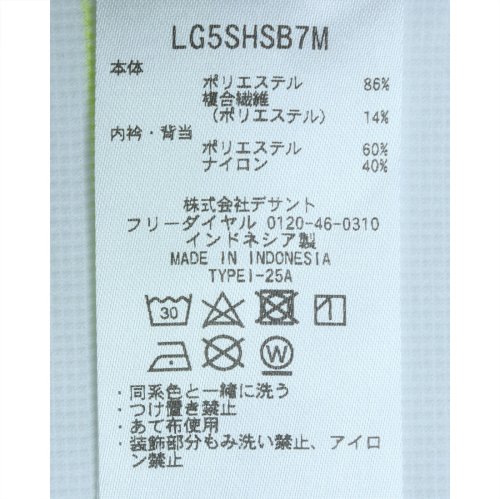 LG5SHSB7M
本体
ポリエステル 86%
複合繊維
(ポリエステル) 14%
内衿・背当
ポリエステル 60%
ナイロン 40%
株式会社デサント
フリーダイヤル 0120-46-0310
インドネシア製
MADE IN INDONESIA
TYPEI-25A
30
W
・同系色と一緒に洗う
・つけ置き禁止
・あて布使用
・装飾部分もみ洗い禁止、アイロ
ン禁止